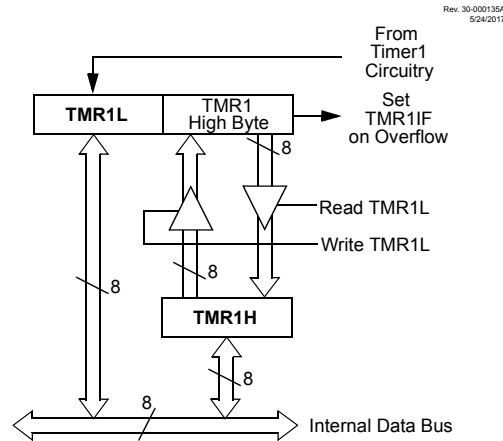 Rev. 30-000135A
5/24/2017
From
Timer1
Circuitry
TMR1L
TMR1
High Byte
Set
TMR1IF
on Overflow
8
Read TMR1L
Write TMR1L
8
8
TMR1H
8
8
Internal Data Bus